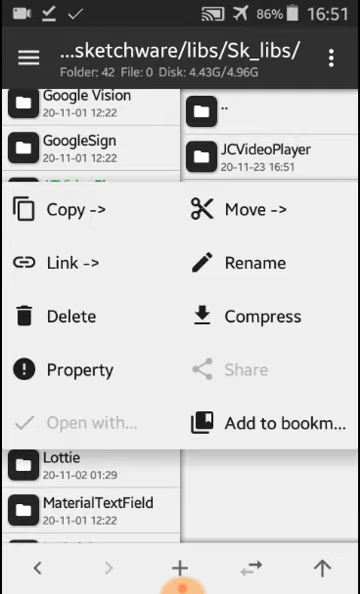 86% 16:51
...sketchware/libs/Sk_libs/
Folder: 42 File: 0 Disk: 4.43G/4.96G
Google Vision
20-11-01 12:22
..
GoogleSign
20-11-01 12:22
JCVideoPlayer
20-11-23 16:51
Copy ->
Move ->
Link ->
Rename
Delete
Compress
Property
Share
Open with...
Add to bookm...
Lottie
20-11-02 01:29
MaterialTextField
20-11-01 12:22